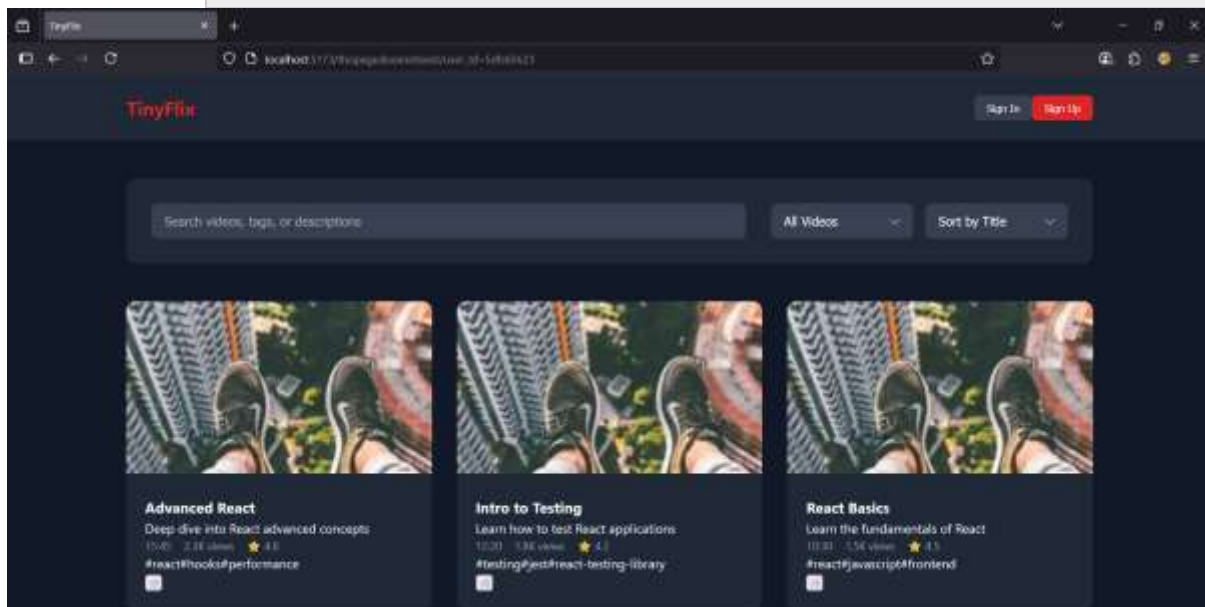 TinyFlix
TinyFlix
Sign In
Sign Up
Search videos, tags, or descriptions
All Videos
Sort by Title
Advanced React
Deep dive into React advanced concepts
#react#hooks#performance
Intro to Testing
Learn how to test React applications
#testing#jest#react-testing-library
React Basics
Learn the fundamentals of React
#react#javascript#frontend